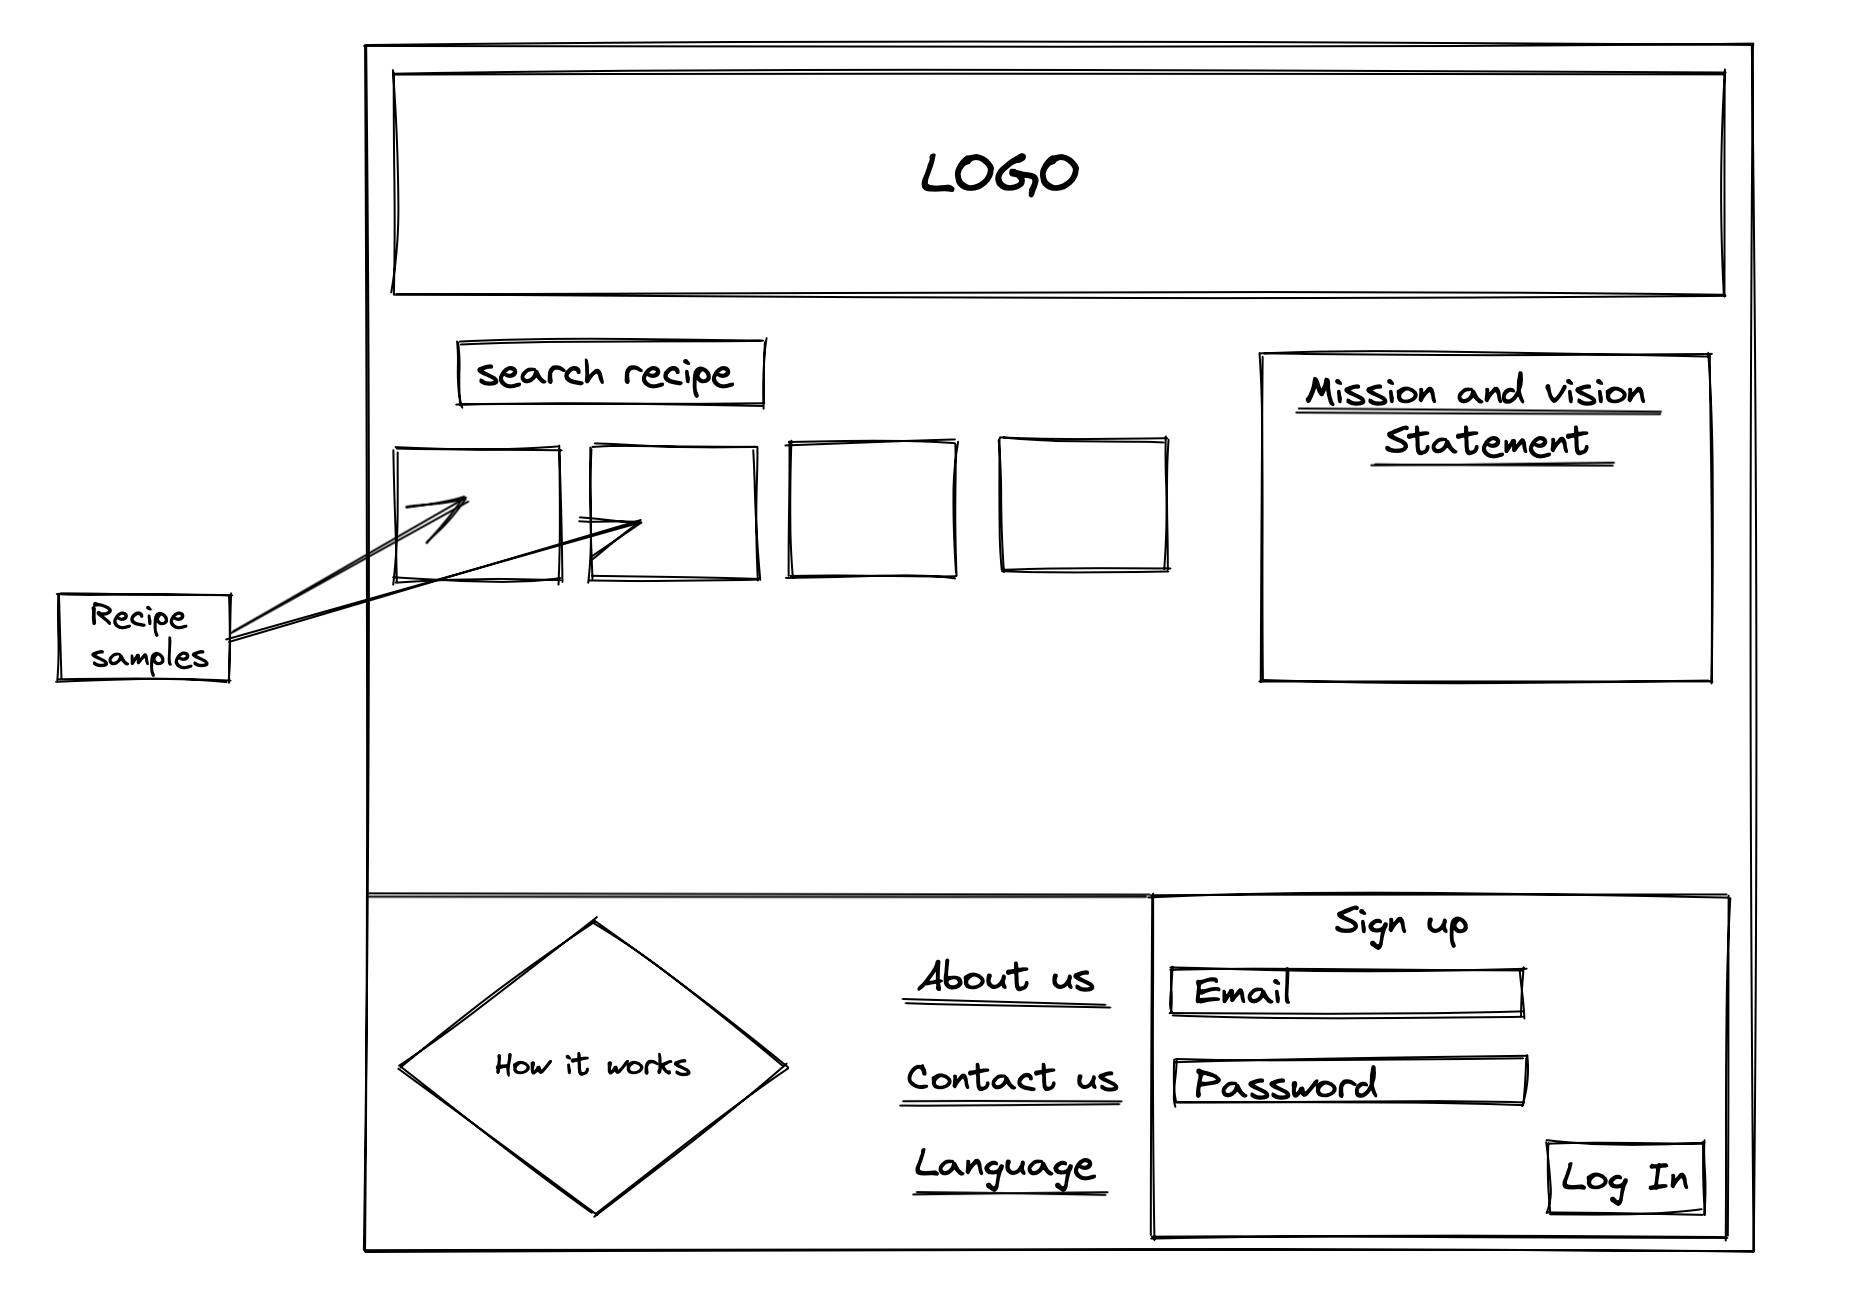 LOGO
search recipe
Mission and vision
Statement
Recipe
samples
How it works
About us
Contact us
Language
Sign up
Email
Password
Log In